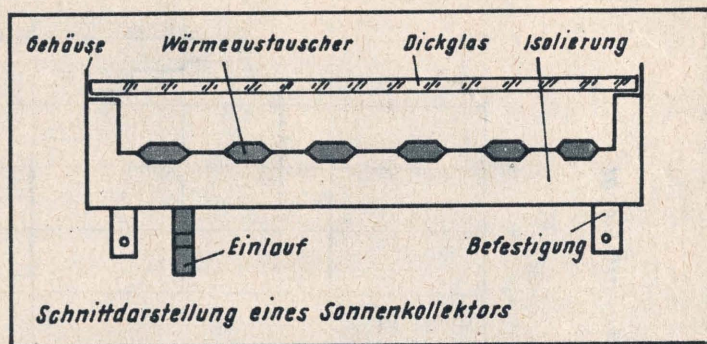 Gehäuse Wärmeaustauscher Dickglas Isolierung
Einlauf Befestigung
Schnittdarstellung eines Sonnenkollektors